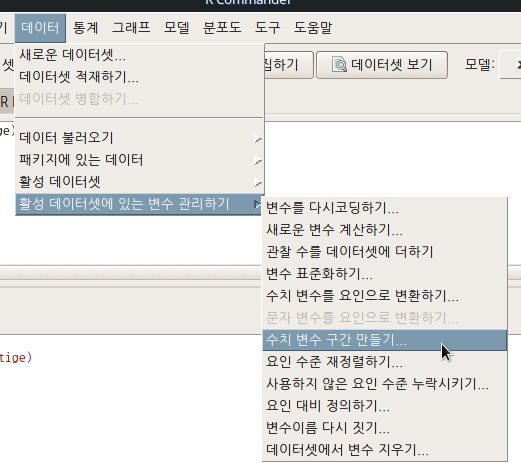 R Commander
기 데이터 통계 그래프 모델 분포도 도구 도움말
새로운 데이터셋...
데이터셋 적재하기...
데이터셋 병합하기...
데이터 불러오기
패키지에 있는 데이터
활성 데이터셋
활성 데이터셋에 있는 변수 관리하기
셋
집하기
데이터셋 보기
모델:
R
변수를 다시코딩하기...
새로운 변수 계산하기...
관찰 수를 데이터셋에 더하기
변수 표준화하기...
수치 변수를 요인으로 변환하기...
문자 변수를 요인으로 변환하기...
수치 변수 구간 만들기...
요인 수준 재정렬하기...
사용하지 않은 요인 수준 누락시키기...
요인 대비 정의하기...
변수이름 다시 짓기...
데이터셋에서 변수 지우기...
tige)